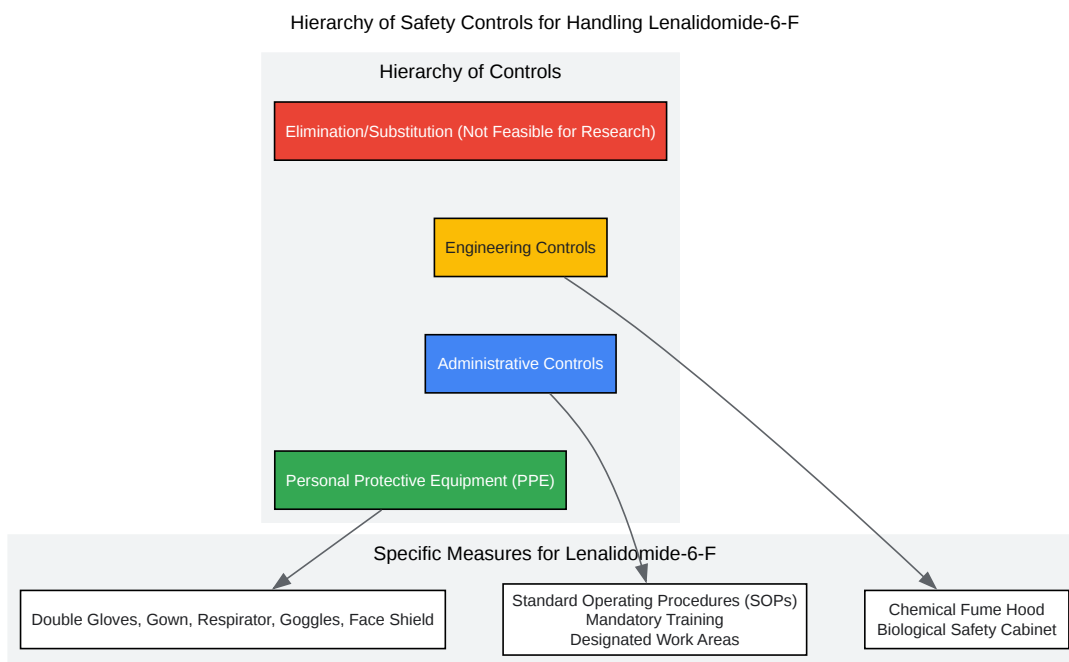 Hierarchy of Safety Controls for Handling Lenalidomide-6-F
Hierarchy of Controls
Elimination/Substitution (Not Feasible for Research)
Engineering Controls
Administrative Controls
Personal Protective Equipment (PPE)
Specific Measures for Lenalidomide-6-F
Double Gloves, Gown, Respirator, Goggles, Face Shield
Standard Operating Procedures (SOPs)
Mandatory Training
Designated Work Areas
Chemical Fume Hood
Biological Safety Cabinet